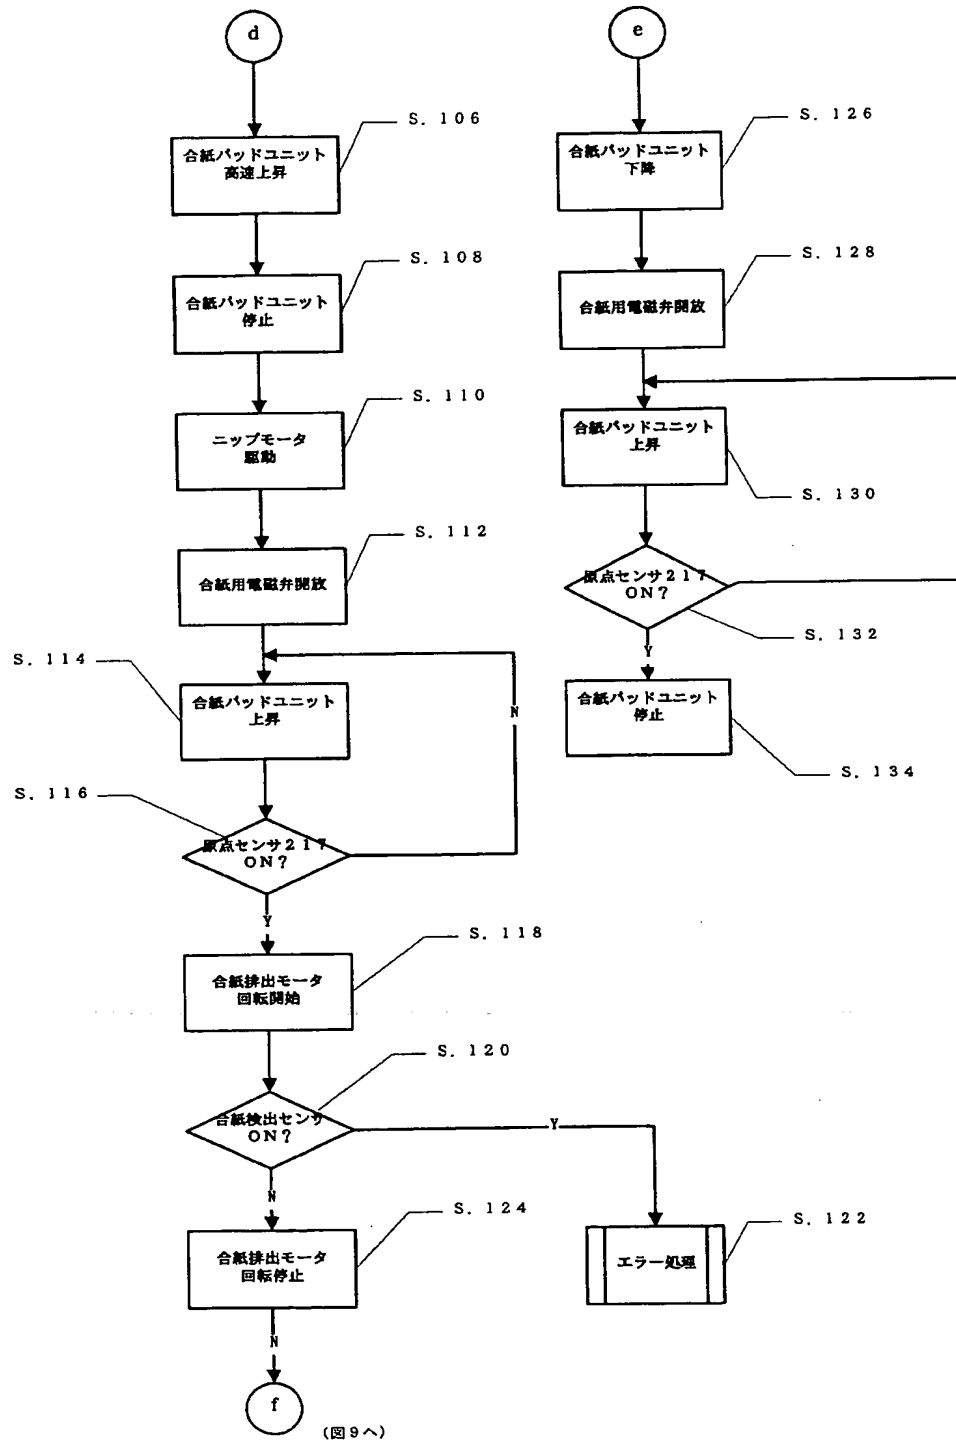 d
S. 106
合紙パッドユニット
高速上昇
S. 108
合紙パッドユニット
停止
S. 110
ニップモータ
駆動
S. 112
合紙用電磁弁開放
S. 114
合紙パッドユニット
上昇
N
S. 116
原点センサ217
ON?
Y
S. 118
合紙排出モータ
回転開始
S. 120
合紙検出センサ
ON?
Y
N
S. 124
合紙排出モータ
回転停止
S. 122
エラー処理
N
f
(図9へ)
e
S. 126
合紙パッドユニット
下降
S. 128
合紙用電磁弁開放
合紙パッドユニット
上昇
S. 130
原点センサ217
ON?
S. 132
Y
合紙パッドユニット
停止
S. 134